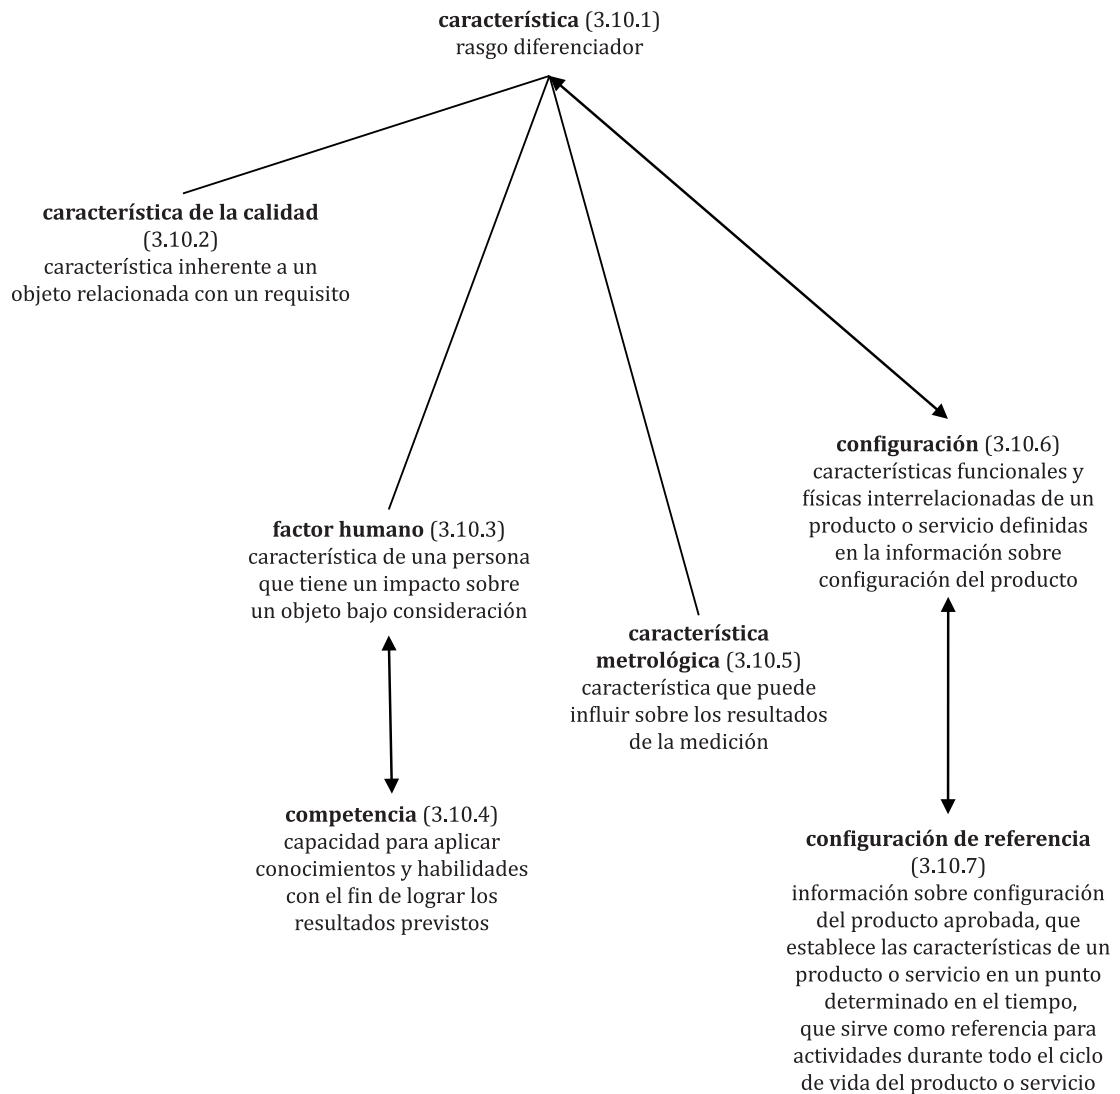 característica (3.10.1)
rasgo diferenciador
característica de la calidad
(3.10.2)
característica inherente a un
objeto relacionada con un requisito
factor humano (3.10.3)
característica de una persona
que tiene un impacto sobre
un objeto bajo consideración
competencia (3.10.4)
capacidad para aplicar
conocimientos y habilidades
con el fin de lograr los
resultados previstos
característica
metrológica (3.10.5)
característica que puede
influir sobre los resultados
de la medición
configuración (3.10.6)
características funcionales y
físicas interrelacionadas de un
producto o servicio definidas
en la información sobre
configuración del producto
configuración de referencia
(3.10.7)
información sobre configuración
del producto aprobada, que
establece las características de un
producto o servicio en un punto
determinado en el tiempo,
que sirve como referencia para
actividades durante todo el ciclo
de vida del producto o servicio